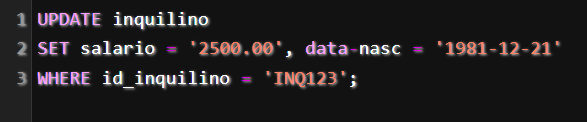 1 UPDATE inquilino
2 SET salario = '2500.00', data-nasc = '1981-12-21'
3 WHERE id_inquilino = 'INQ123';